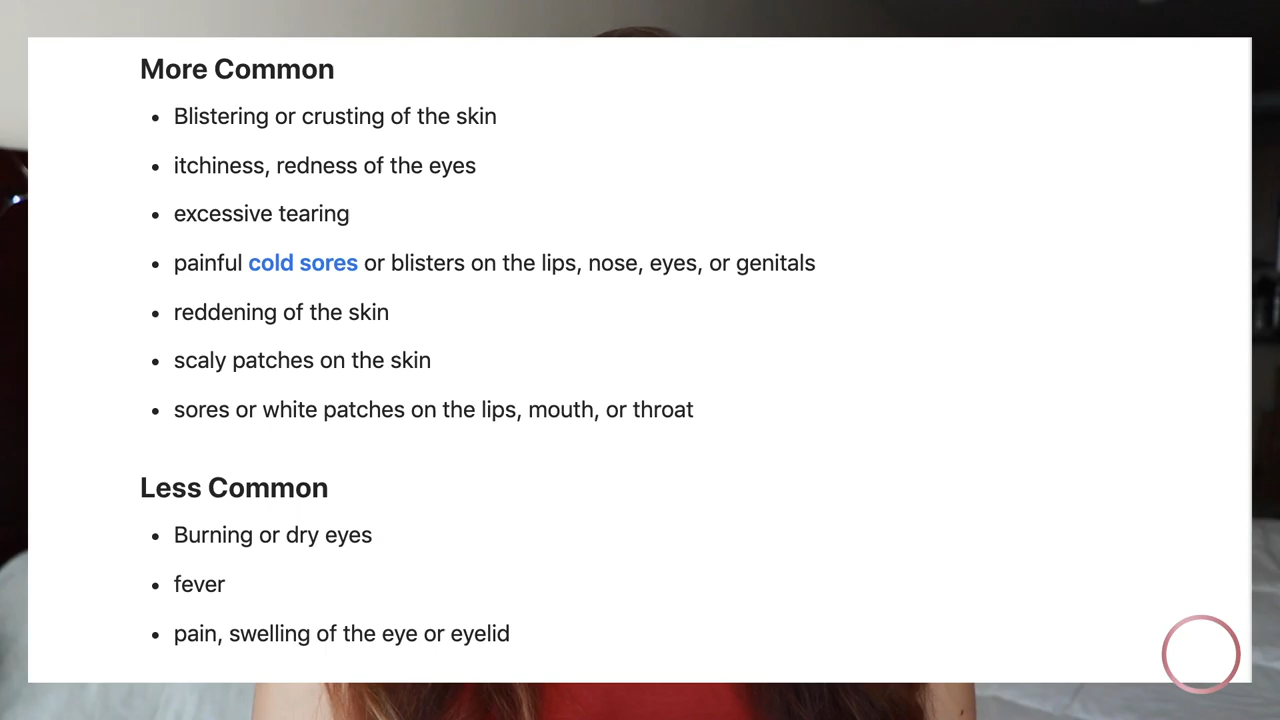 More Common
• Blistering or crusting of the skin
• itchiness, redness of the eyes
• excessive tearing
• painful cold sores or blisters on the lips, nose, eyes, or genitals
• reddening of the skin
• scaly patches on the skin
• sores or white patches on the lips, mouth, or throat
Less Common
• Burning or dry eyes
• fever
• pain, swelling of the eye or eyelid